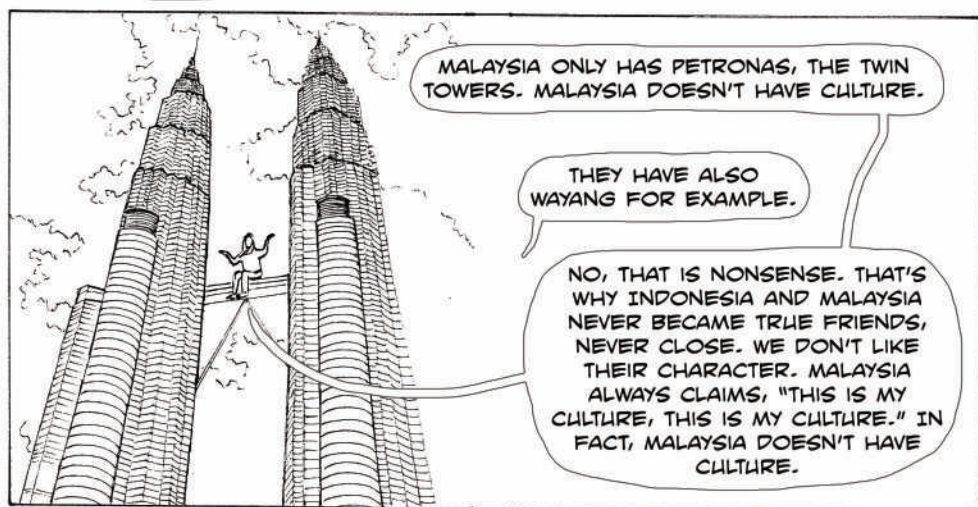 MALAYSIA ONLY HAS PETRONAS, THE TWIN
TOWERS. MALAYSIA DOESN'T HAVE CULTURE.
THEY HAVE ALSO
WAYANG FOR EXAMPLE.
NO, THAT IS NONSENSE. THAT'S
WHY INDONESIA AND MALAYSIA
NEVER BECAME TRUE FRIENDS,
NEVER CLOSE. WE DON'T LIKE
THEIR CHARACTER. MALAYSIA
ALWAYS CLAIMS, "THIS IS MY
CULTURE, THIS IS MY CULTURE." IN
FACT, MALAYSIA DOESN'T HAVE
CULTURE.